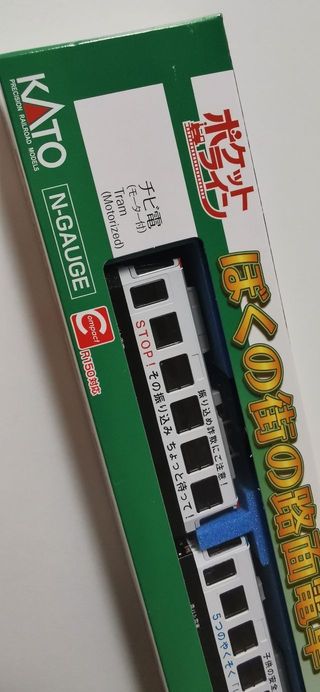 KATO
PRECISION RAILROAD MODELS
N-GAUGE
Compact
R150対応
チビ電
(モーター付)
Tram
(Motorized)
ポケット
ライン
ぼくの街の路面電車
STOP! その振り込み ちょっと待って!
振り込め詐欺にご注意!
5つのやくそく
子供の安全